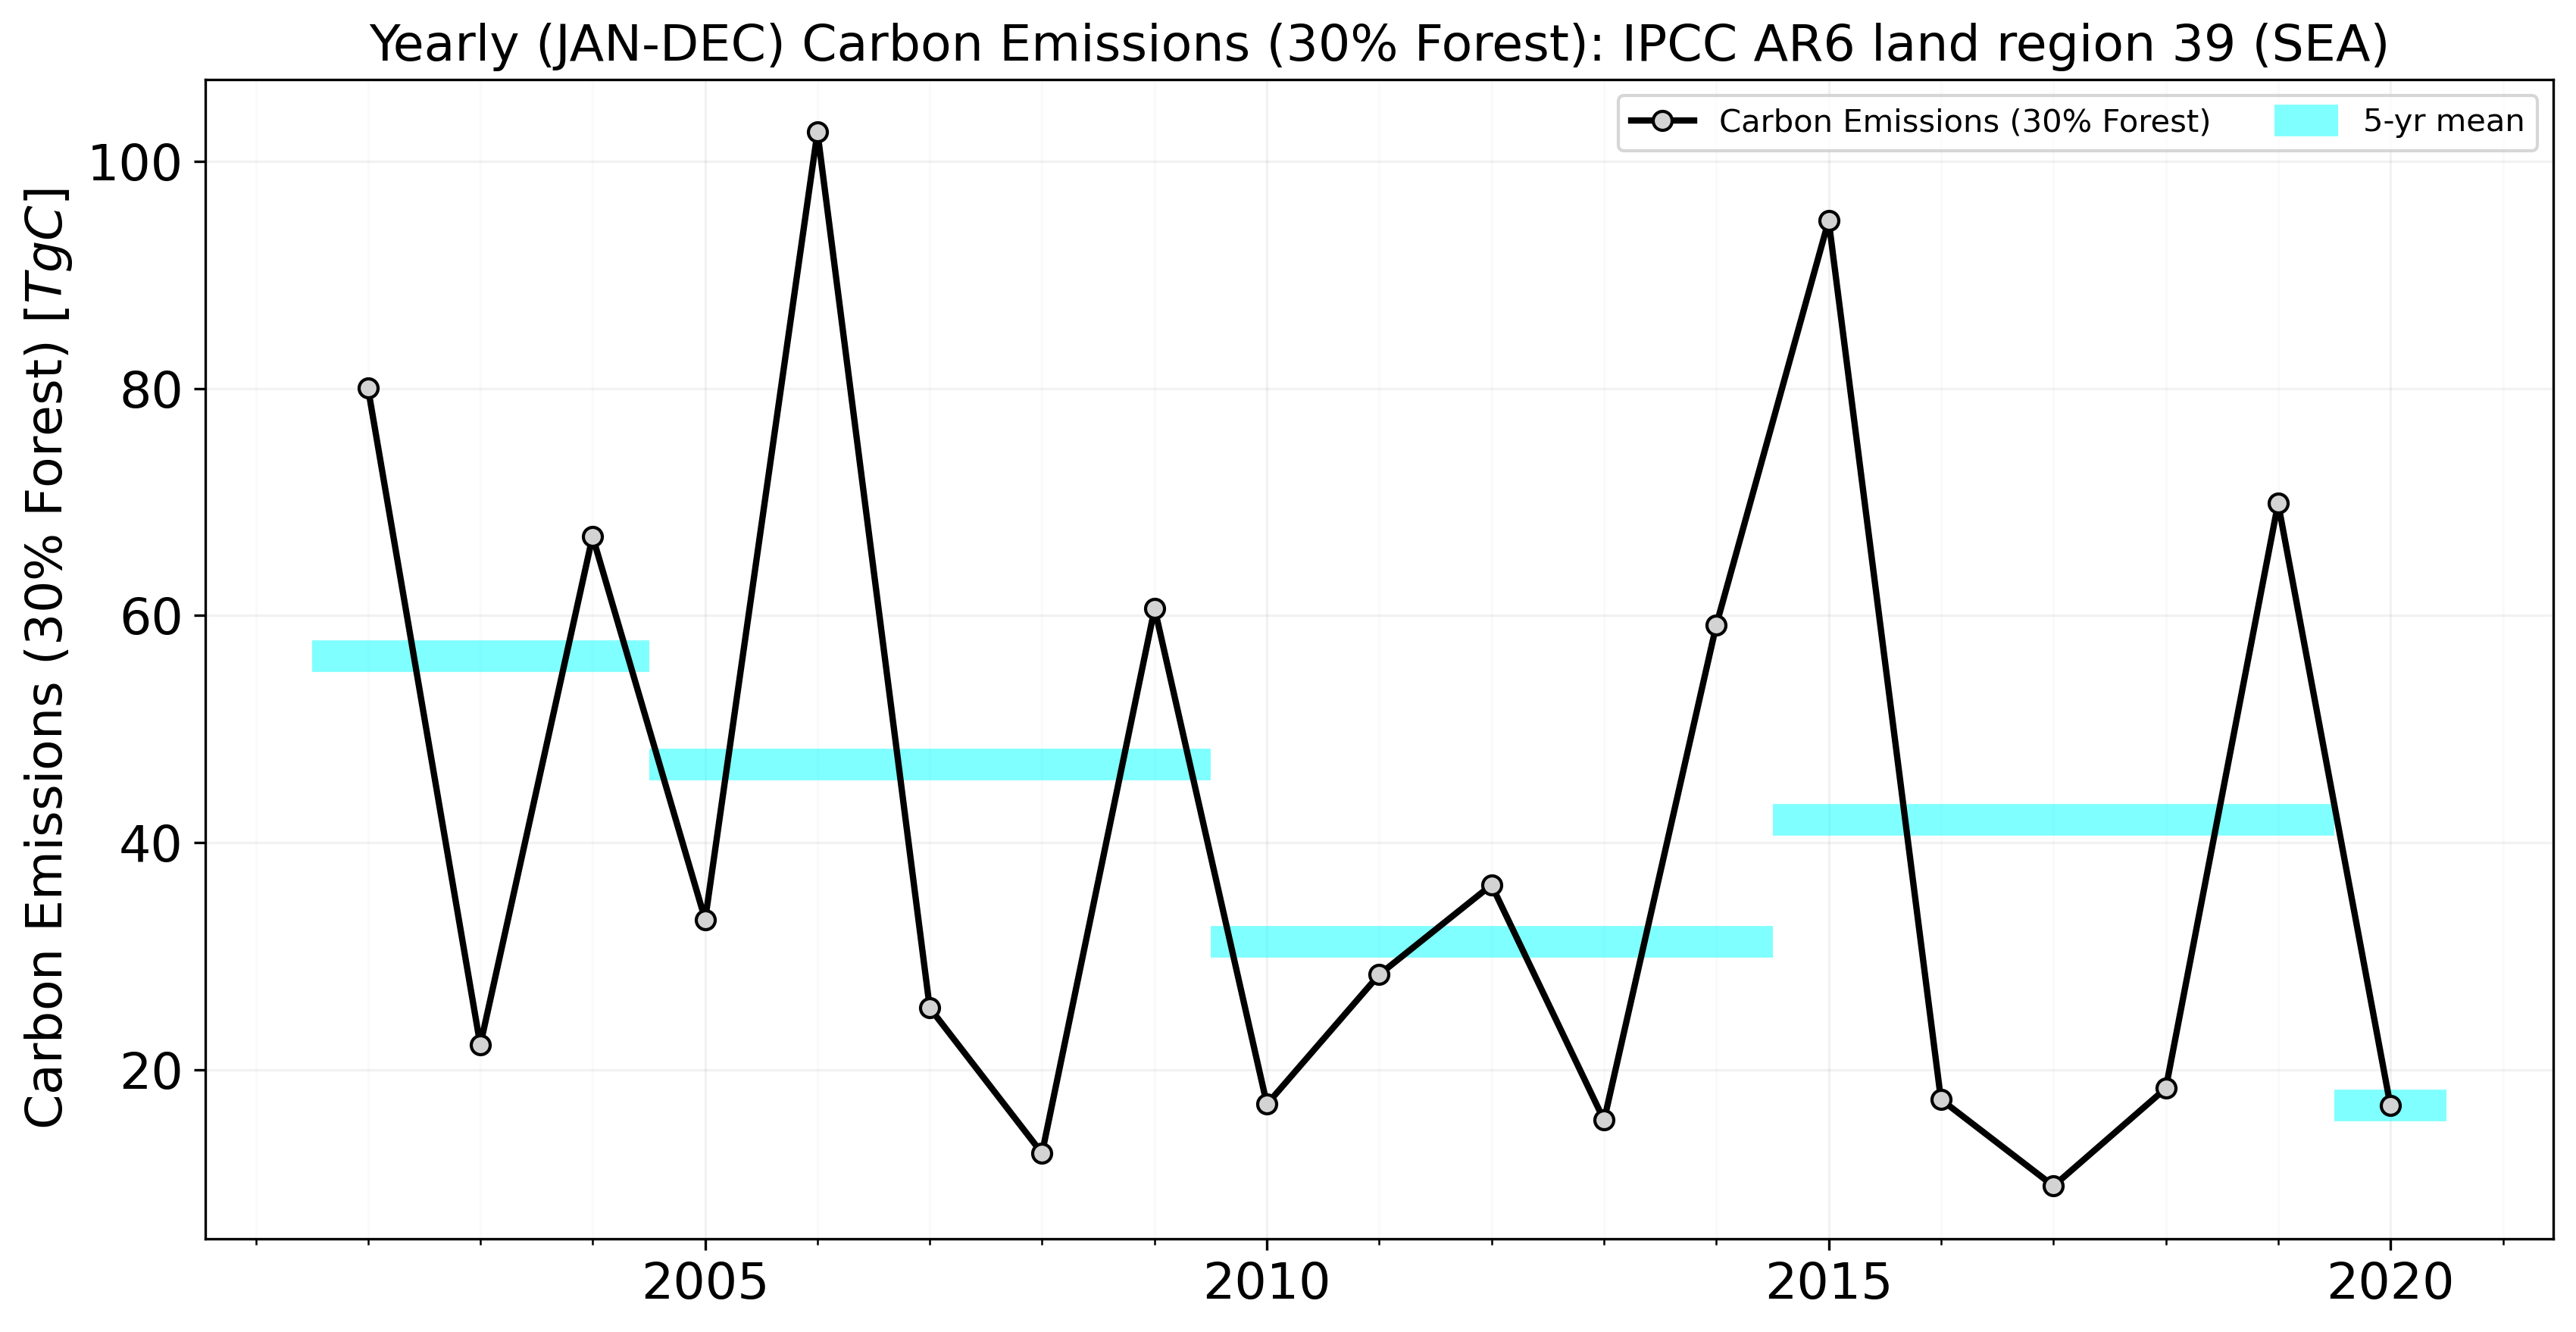 Yearly (JAN-DEC) Carbon Emissions (30% Forest): IPCC AR6 land region 39 (SEA)
Carbon Emissions (30% Forest)
5-yr mean
Carbon Emissions (30% Forest) [TgC]
100
80
60
40
20
2005
2010
2015
2020